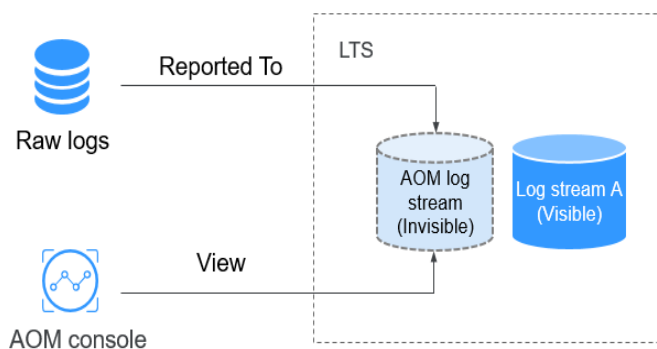 LTS
Reported To
Raw logs
AOM log
stream
(Invisible)
Log stream A
(Visible)
View
AOM console